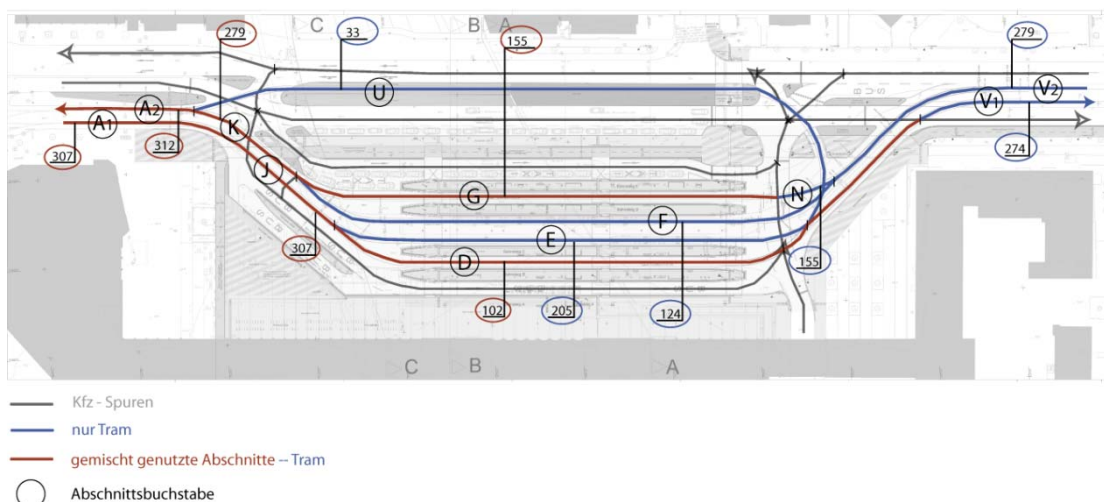 C B A
279 33 155 279
U
V2
A2 V1
A1 K BUS
307 312 274
J
G N
F
307 E
D 155
102 205 124
C B A
Kfz - Spuren
nur Tram
gemischt genutzte Abschnitte -- Tram
Abschnittsbuchstabe